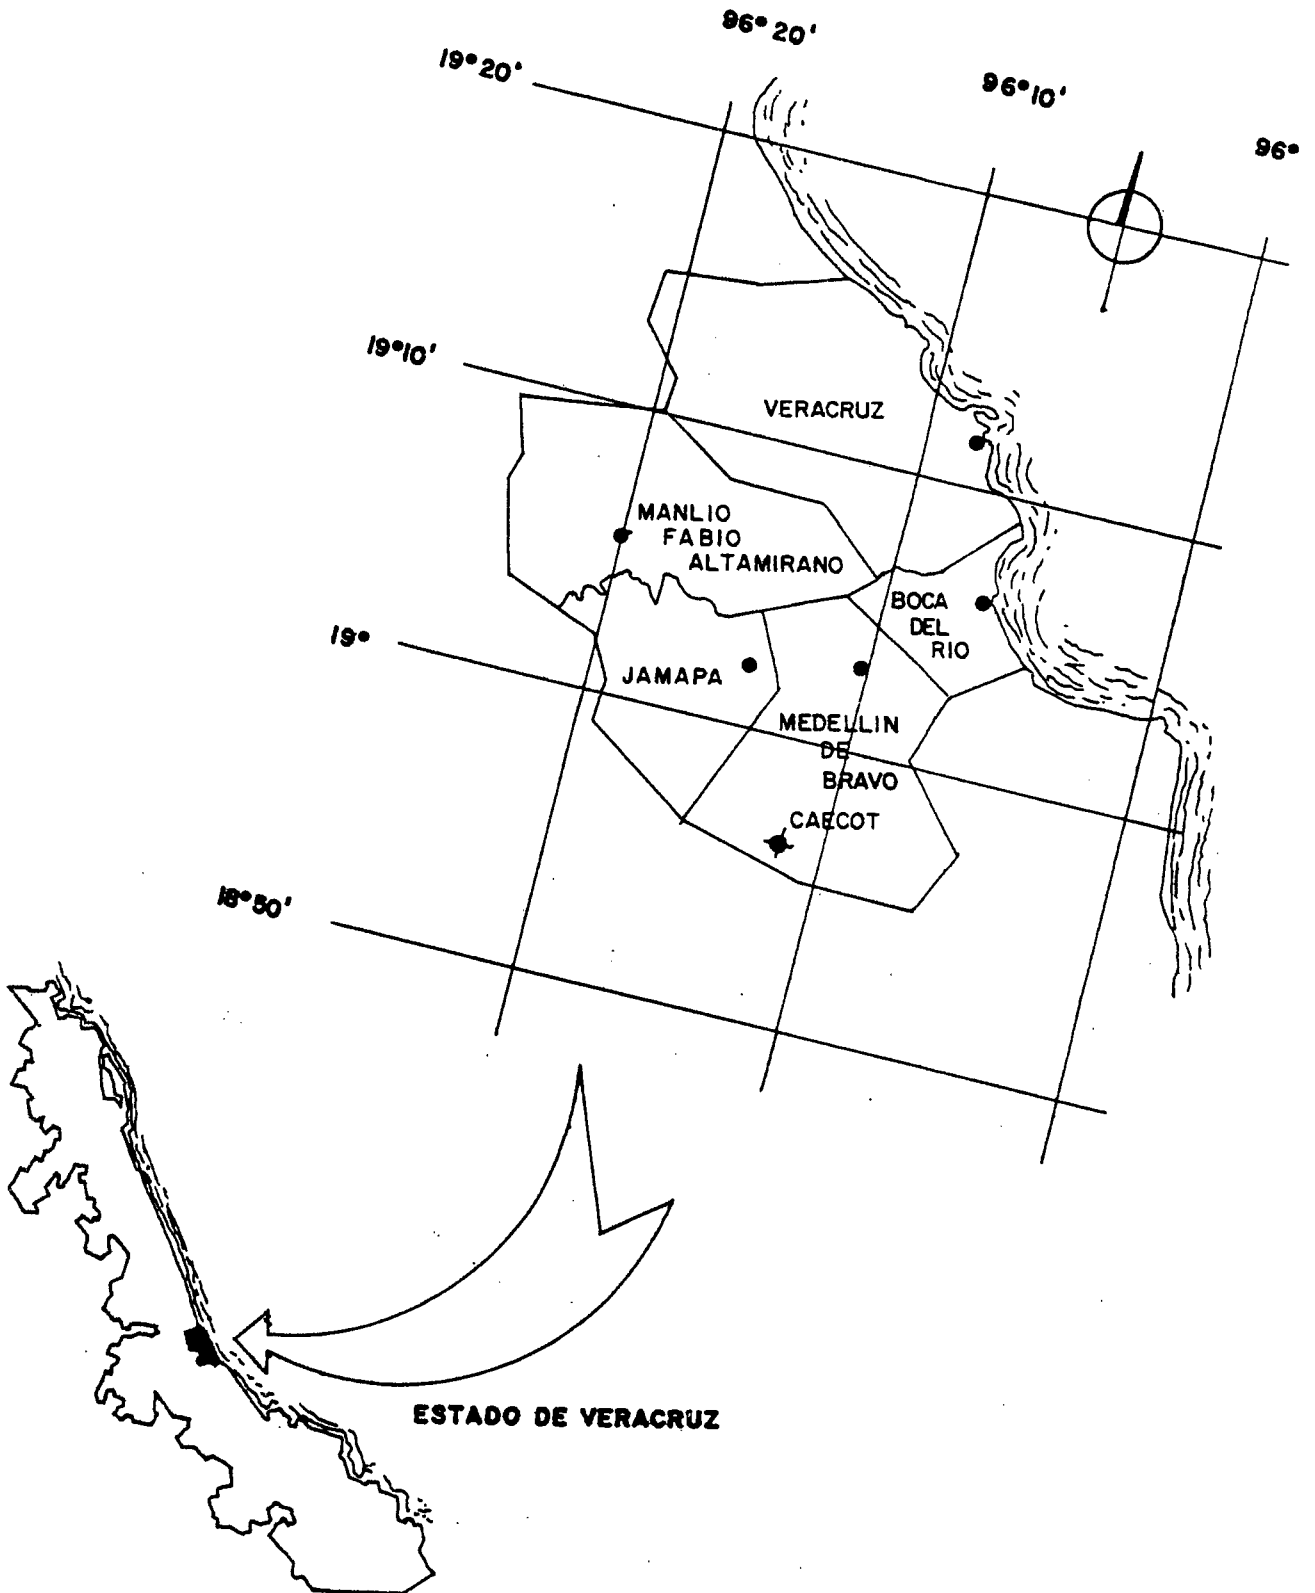 96° 20'
19° 20'
96° 10'
96°
19° 10'
VERACRUZ
MANLIO
FABIO
ALTAMIRANO
BOCA
DEL
RIO
19°
JAMAPA
MEDELLIN
DE
BRAVO
CAECOT
18° 50'
ESTADO DE VERACRUZ